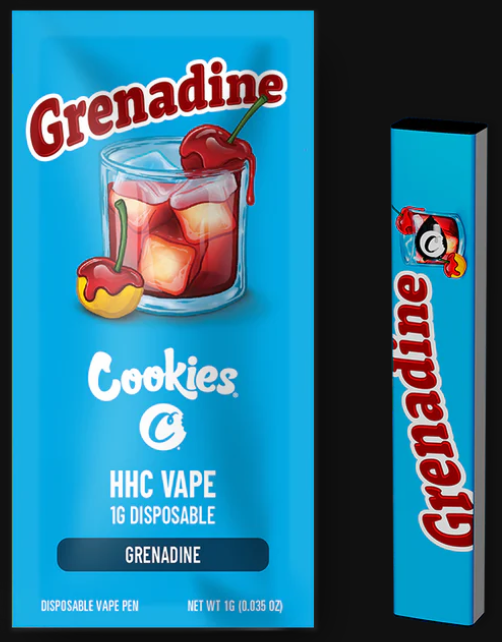 Grenadine
Cookies
C
HHC VAPE
1G DISPOSABLE
GRENADINE
DISPOSABLE VAPE PEN
NET WT 1G (0.035 OZ)
C
Grenadine